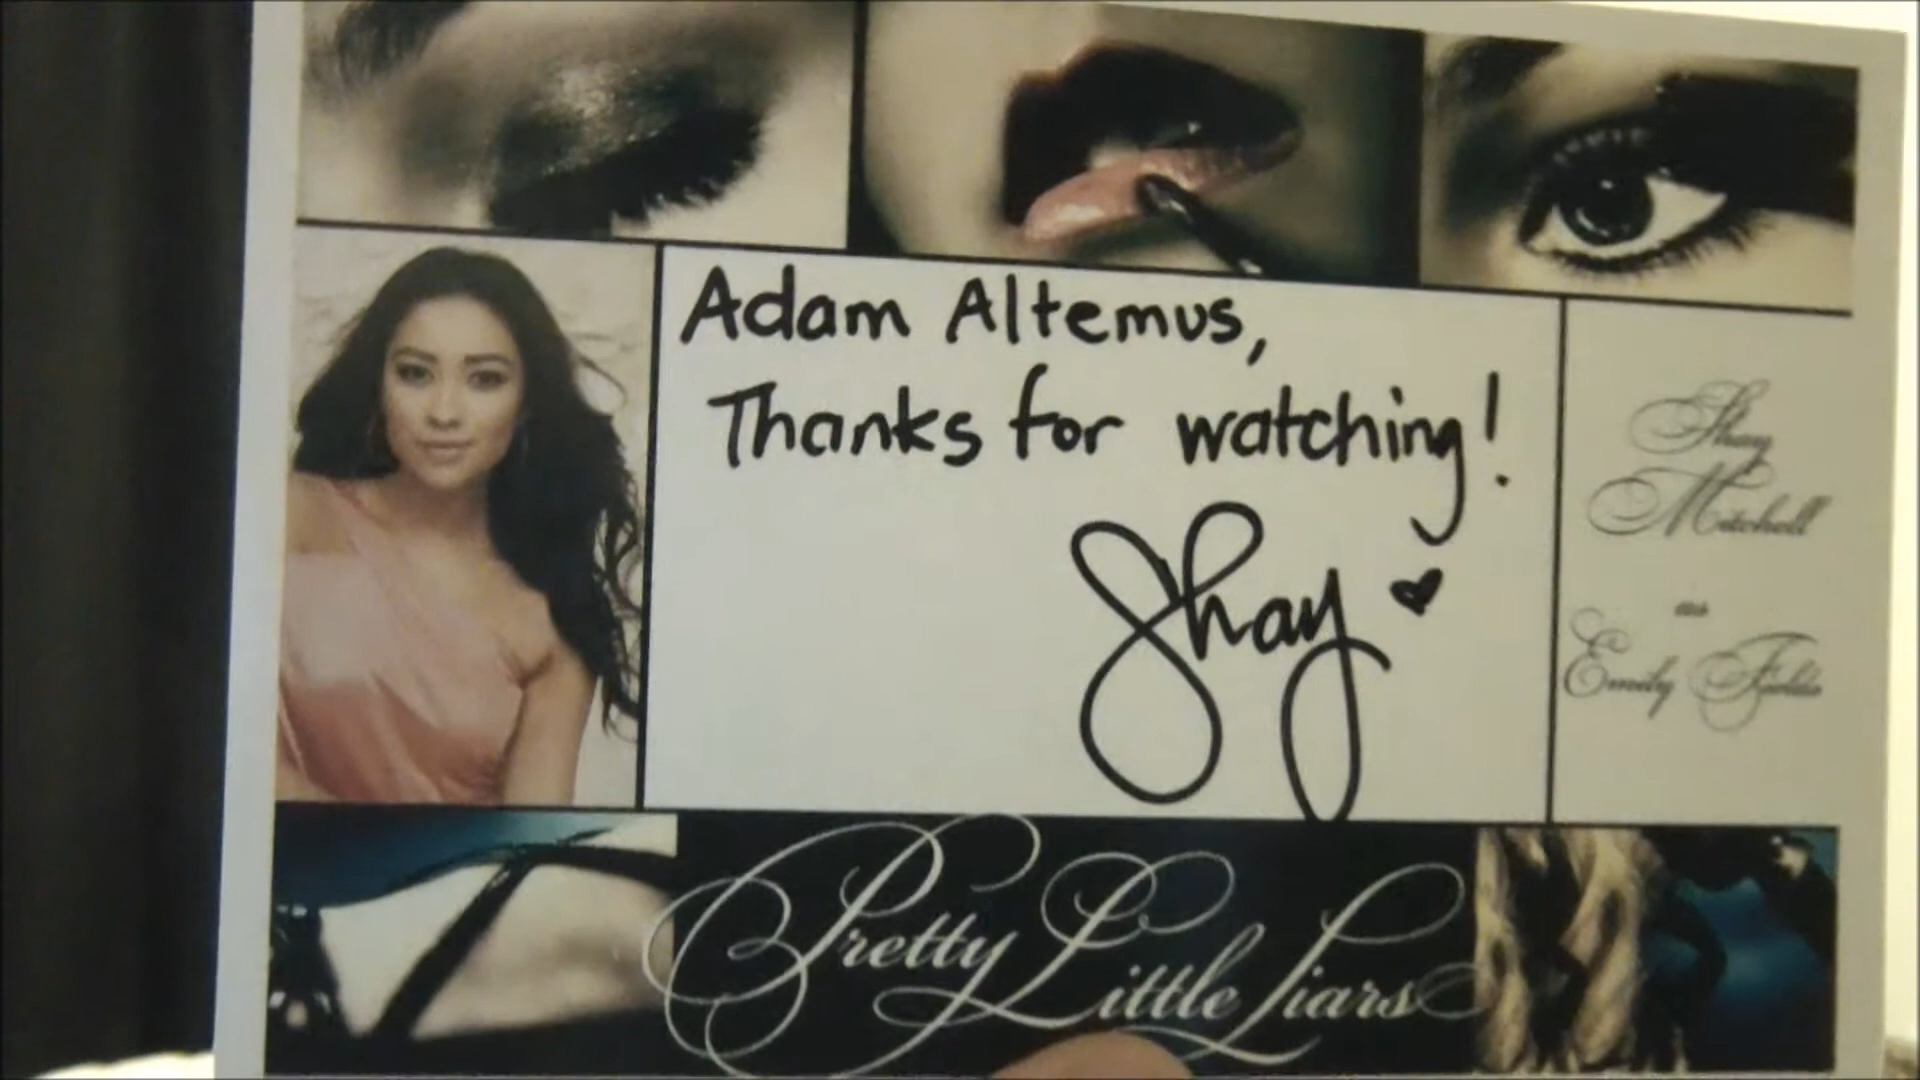 Adam Altemus,
Thanks for watching!
Shay
Shay
Mitchell
as
Emily Fields
Pretty Little Liars